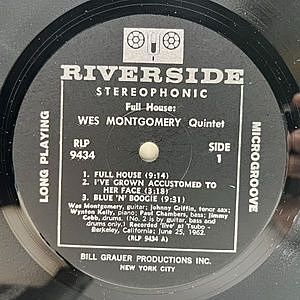 RIVERSIDE
STEREOPHONIC
Full House:
WES MONTGOMERY Quintet
RLP
9434
SIDE
1
LONG PLAYING
MICROGROOVE
1. FULL HOUSE (9:14)
2. I'VE GROWN ACCUSTOMED TO
HER FACE (3:18)
3. BLUE 'N' BOOGIE (9:31)
Wes Montgomery, guitar; Johnny Griffin, tenor sax;
Wynton Kelly, piano; Paul Chambers, bass; Jimmy
Cobb, drums. (No. 2 is by guitar, bass and
drums only.) Recorded "live" at Tsubo -
Berkeley, California; June 25, 1962.
(RLP 9434 A)
BILL GRAUER PRODUCTIONS INC.
NEW YORK CITY